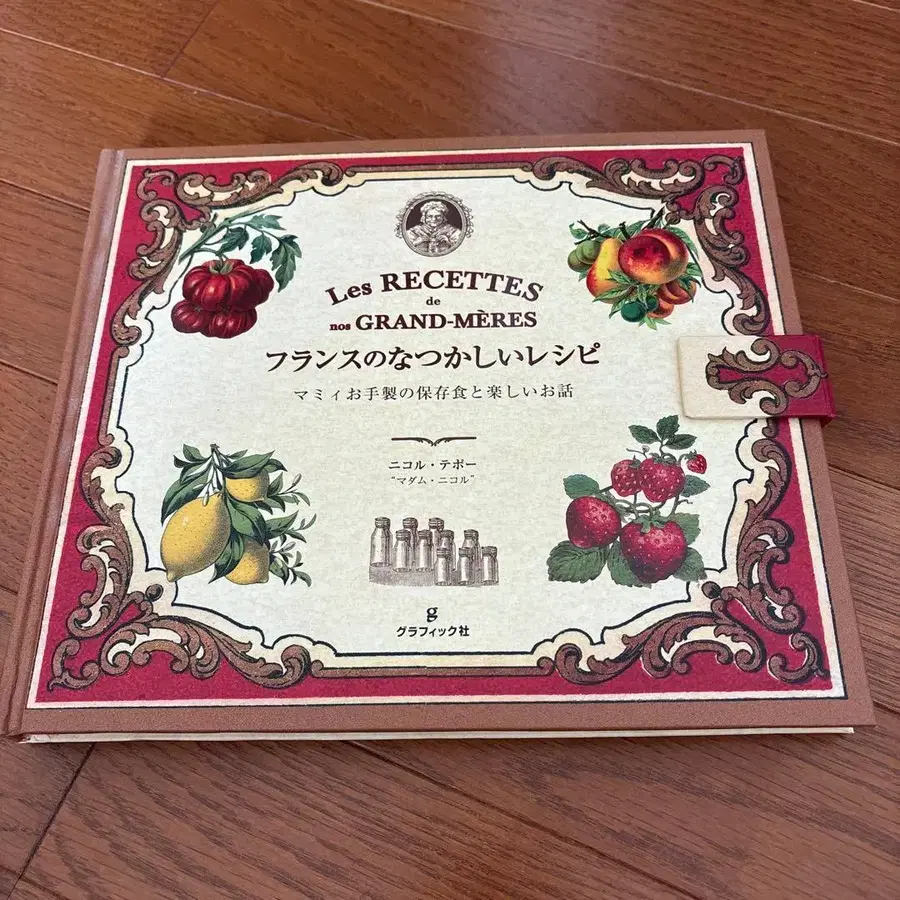 Les RECETTES
de
nos GRAND-MÈRES
フランスのなつかしいレシピ
マミィお手製の保存食と楽しいお話
ニコル・テポー
“マダム・ニコル”
g
グラフィック社